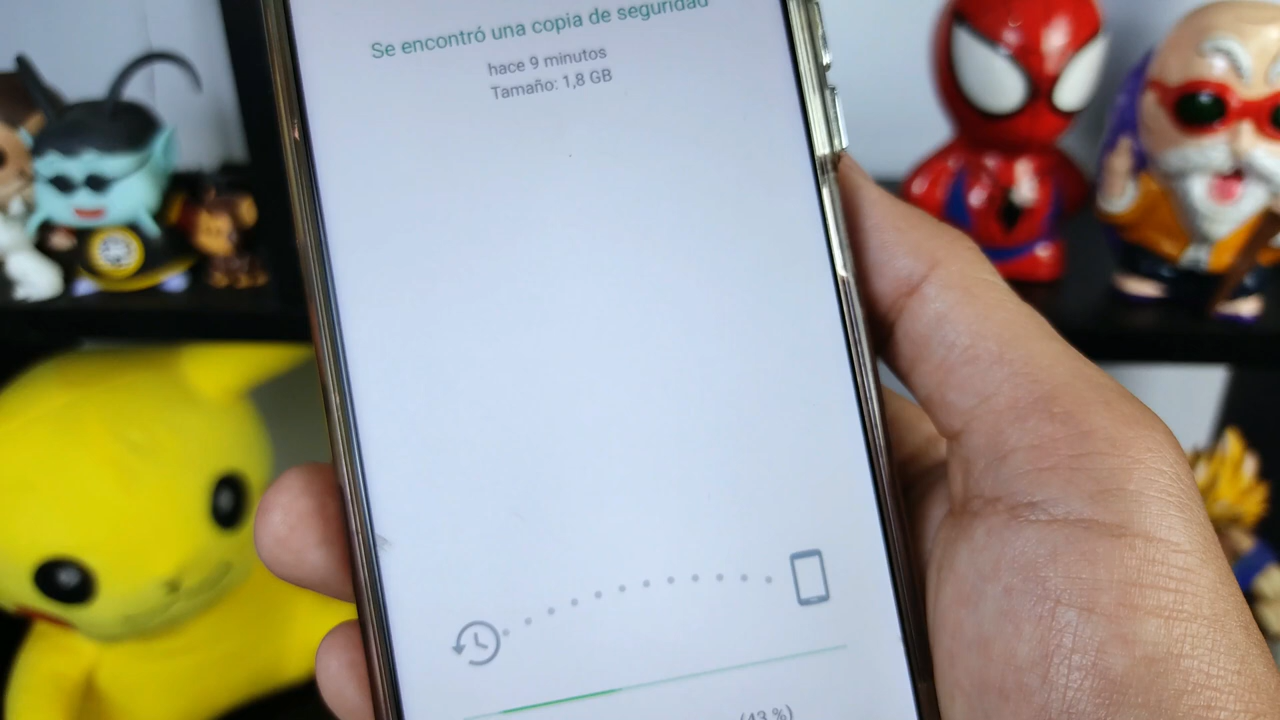 Se encontró una copia de seguridad
hace 9 minutos
Tamaño: 1,8 GB
(43 %)